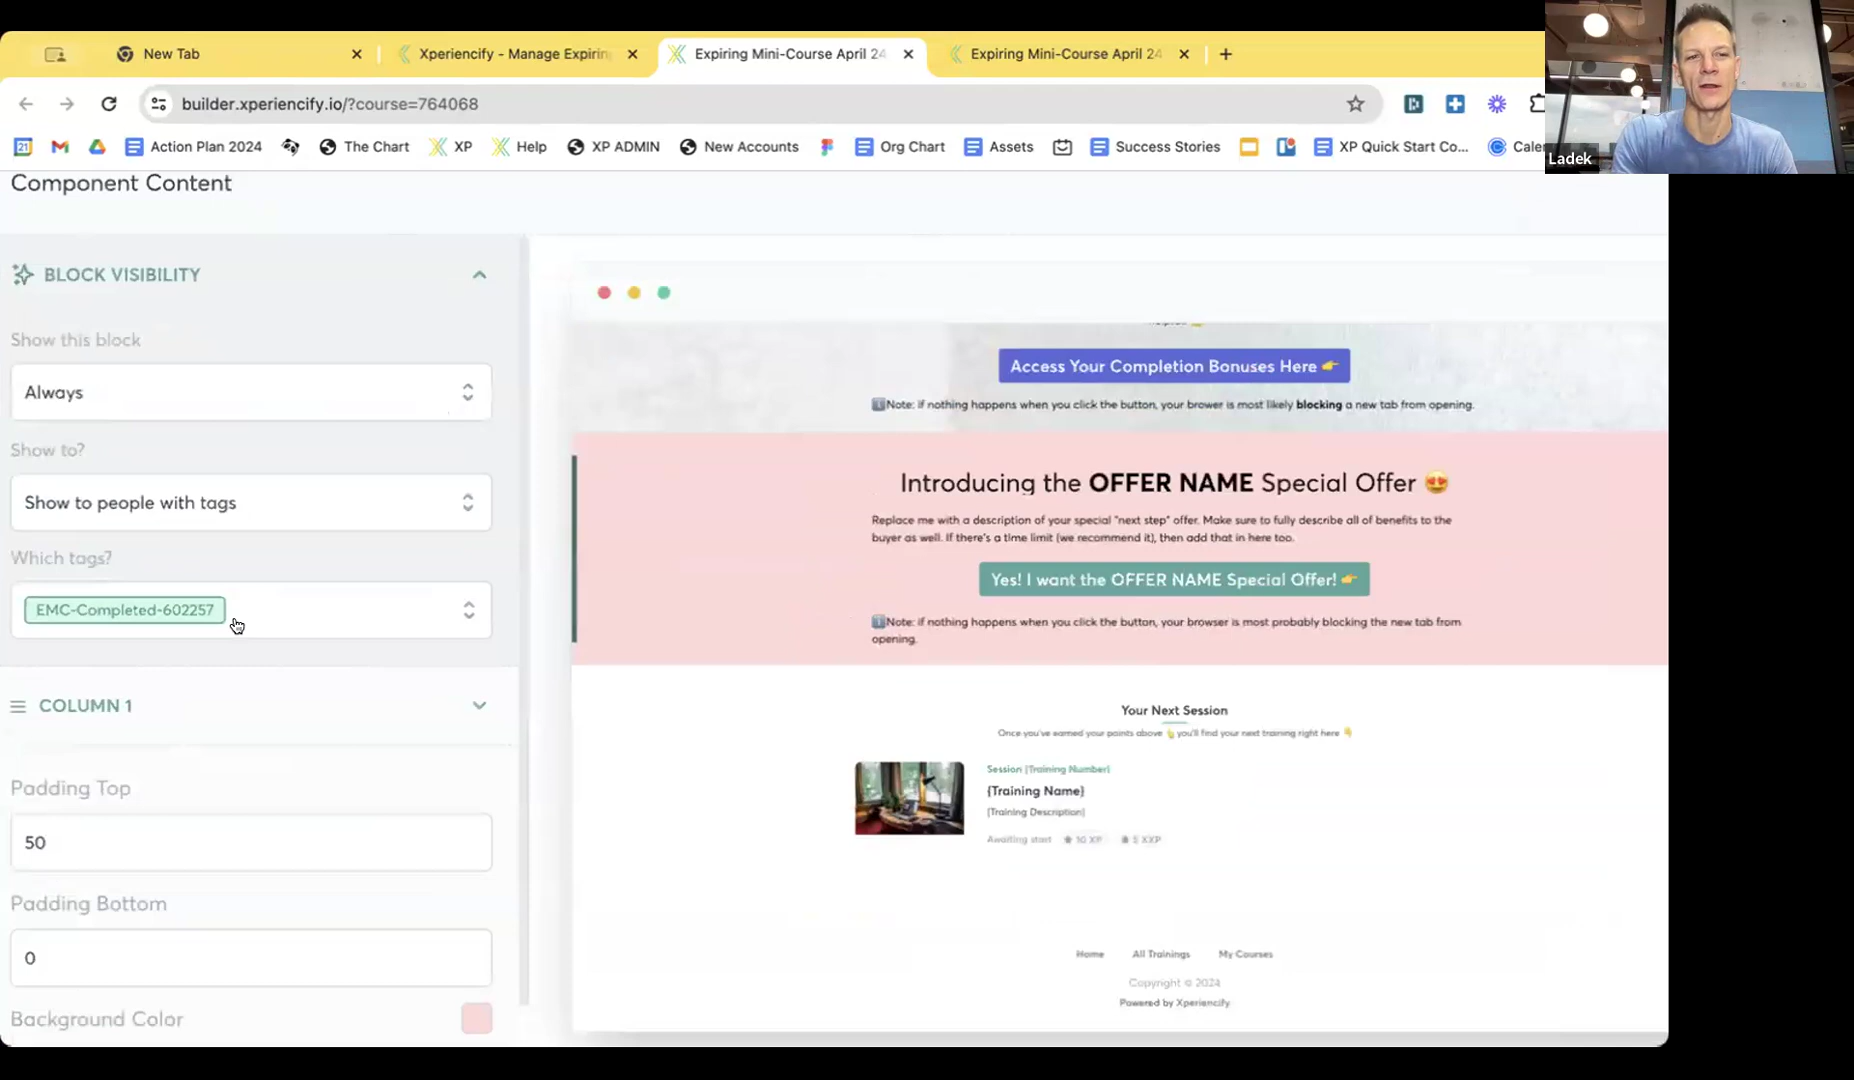 New Tab
Xperiencify - Manage Expiring
Expiring Mini-Course April 24
Expiring Mini-Course April 24
builder.xperiencify.io/?course=764068
21
Action Plan 2024
The Chart
XP
Help
XP ADMIN
New Accounts
Org Chart
Assets
Success Stories
XP Quick Start Co...
Caler
Ladek
Component Content
BLOCK VISIBILITY
Show this block
Always
Show to?
Show to people with tags
Which tags?
EMC-Completed-602257
COLUMN 1
Padding Top
50
Padding Bottom
0
Background Color
Access Your Completion Bonuses Here 👉
ℹ️Note: if nothing happens when you click the button, your brower is most likely blocking a new tab from opening.
Introducing the OFFER NAME Special Offer 😍
Replace me with a description of your special "next step" offer. Make sure to fully describe all of benefits to the
buyer as well. If there's a time limit (we recommend it), then add that in here too.
Yes! I want the OFFER NAME Special Offer! 👉
ℹ️Note: if nothing happens when you click the button, your browser is most probably blocking the new tab from
opening.
Your Next Session
Once you've earned your points above 👆 you'll find your next training right here 👇
Session {Training Number}
{Training Name}
{Training Description}
Awaiting start 10 XP 5 XXP
Home All Trainings My Courses
Copyright © 2024
Powered by Xperiencify